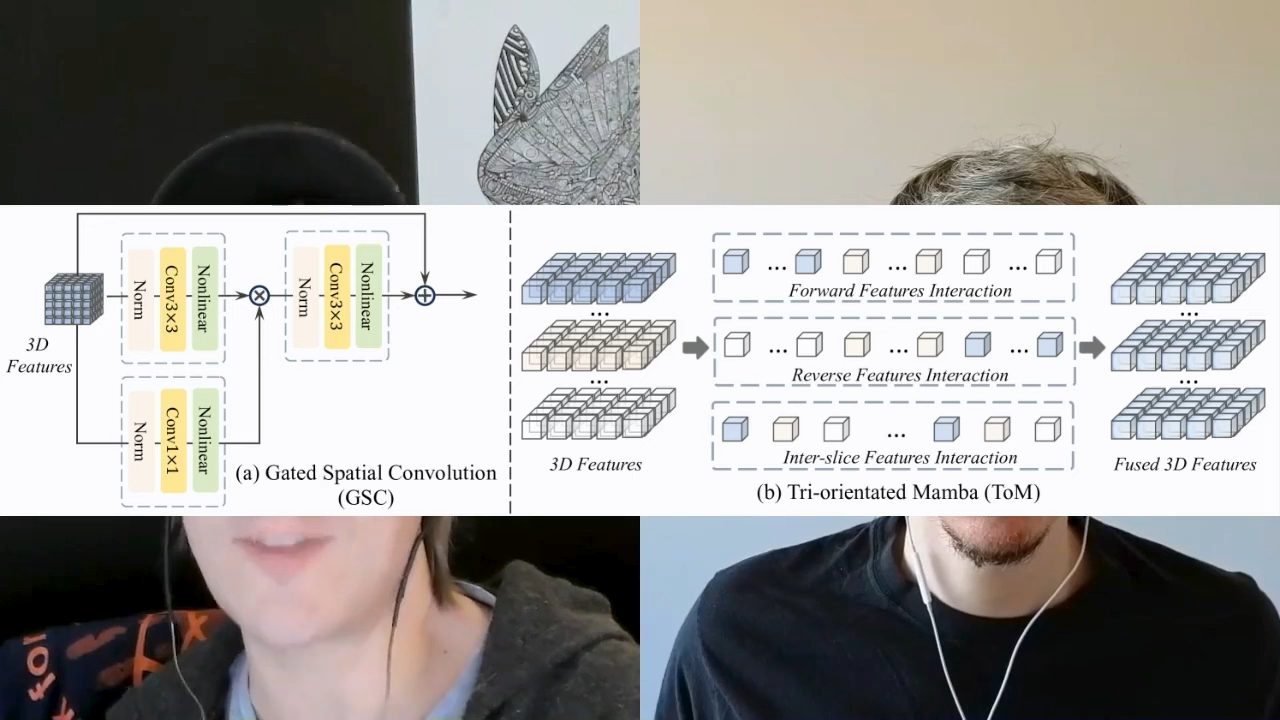 3D
Features
Norm
Conv3×3
Nonlinear
Norm
Conv3×3
Nonlinear
Norm
Conv1×1
Nonlinear
(a) Gated Spatial Convolution
(GSC)
...
...
3D Features
... ... ...
Forward Features Interaction
... ... ...
Reverse Features Interaction
...
Inter-slice Features Interaction
(b) Tri-orientated Mamba (ToM)
...
...
Fused 3D Features